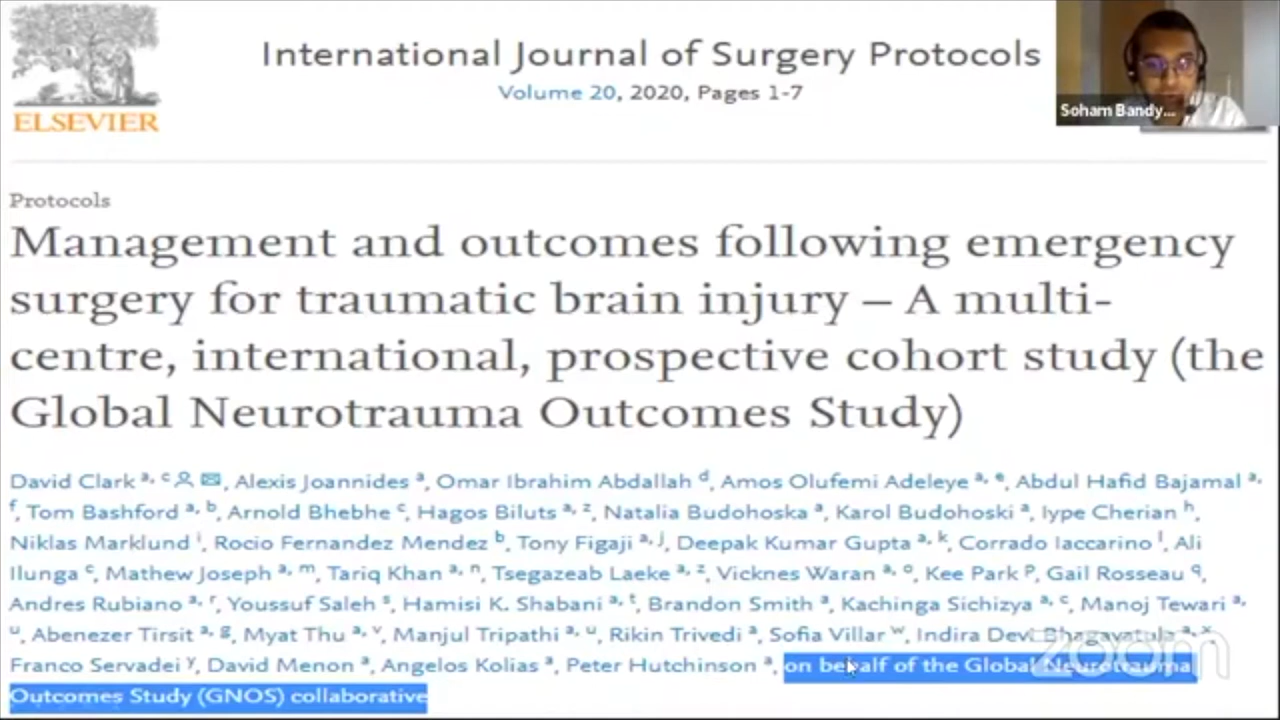 International Journal of Surgery Protocols
Volume 20, 2020, Pages 1-7
ELSEVIER
Soham Bandy...
Protocols
Management and outcomes following emergency
surgery for traumatic brain injury – A multi-
centre, international, prospective cohort study (the
Global Neurotrauma Outcomes Study)
David Clark a, c, Alexis Joannides a, Omar Ibrahim Abdallah d, Amos Olufemi Adeleye a, e, Abdul Hafid Bajamal a,
f, Tom Bashford a, b, Arnold Bhebhe c, Hagos Biluts a, z, Natalia Budohoska a, Karol Budohoski a, Iype Cherian h,
Niklas Marklund i, Rocio Fernandez Mendez b, Tony Figaji a, j, Deepak Kumar Gupta a, k, Corrado Iaccarino l, Ali
Ilunga c, Mathew Joseph a, m, Tariq Khan a, n, Tsegazeab Laeke a, z, Vicknes Waran a, o, Kee Park p, Gail Rosseau q,
Andres Rubiano a, r, Youssuf Saleh s, Hamisi K. Shabani a, t, Brandon Smith a, Kachinga Sichizya a, c, Manoj Tewari a,
u, Abenezer Tirsit a, g, Myat Thu a, v, Manjul Tripathi a, u, Rikin Trivedi a, Sofia Villar w, Indira Devi Bhagavatula a, x,
Franco Servadei y, David Menon a, Angelos Kolias a, Peter Hutchinson a, on behalf of the Global Neurotrauma
Outcomes Study (GNOS) collaborative
zoom